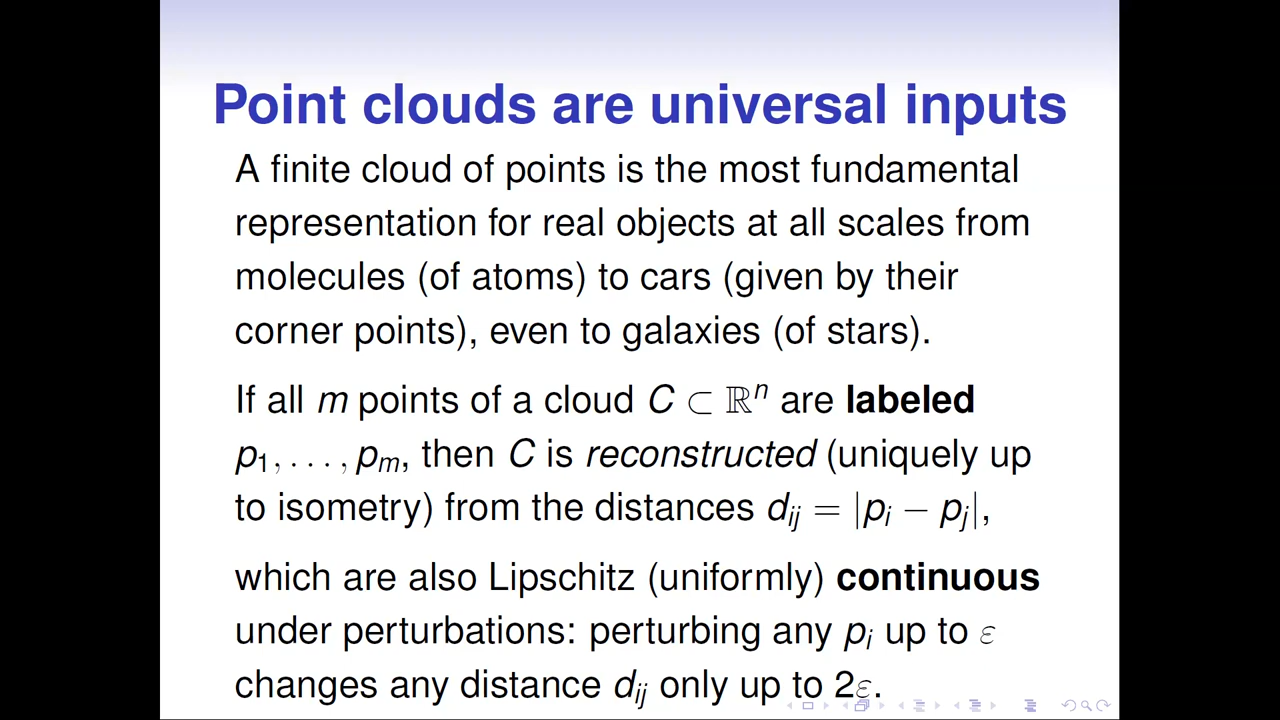 Point clouds are universal inputs
A finite cloud of points is the most fundamental
representation for real objects at all scales from
molecules (of atoms) to cars (given by their
corner points), even to galaxies (of stars).
If all m points of a cloud C ⊂ ℝⁿ are labeled
p₁, . . . , pₘ, then C is reconstructed (uniquely up
to isometry) from the distances dᵢⱼ = |pᵢ − pⱼ|,
which are also Lipschitz (uniformly) continuous
under perturbations: perturbing any pᵢ up to ε
changes any distance dᵢⱼ only up to 2ε.